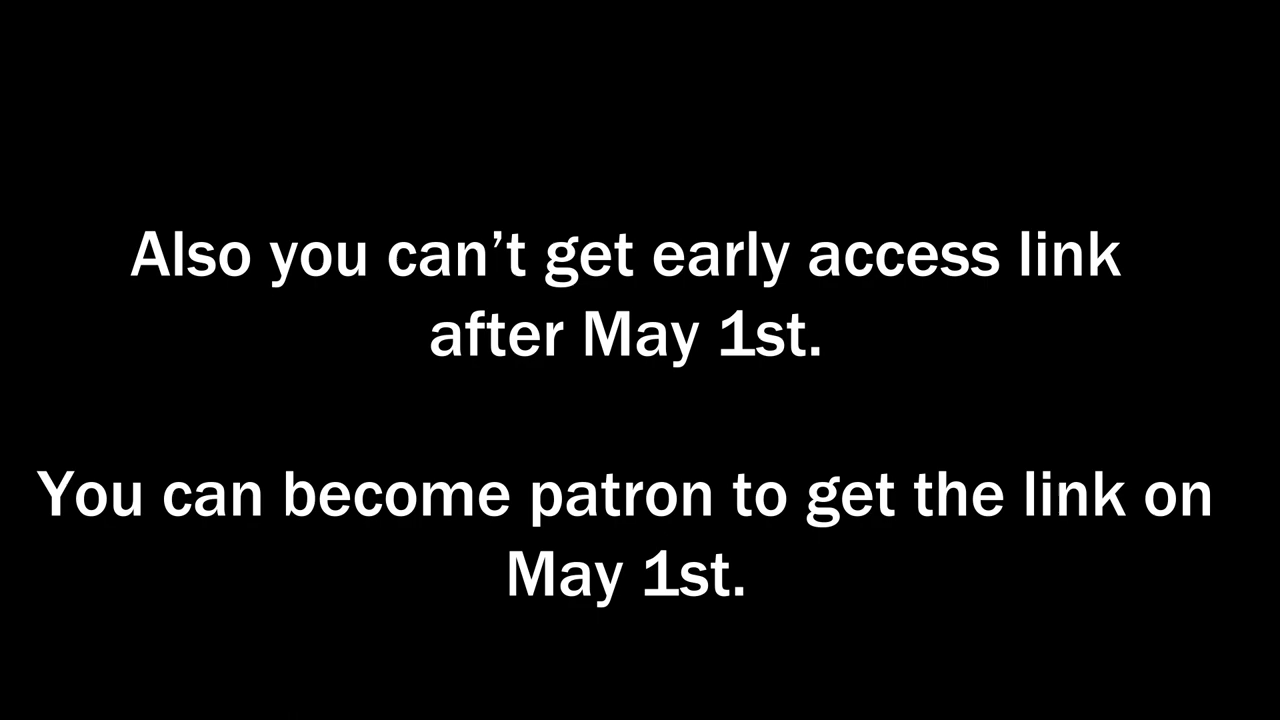 Also you can’t get early access link
after May 1st.
You can become patron to get the link on
May 1st.